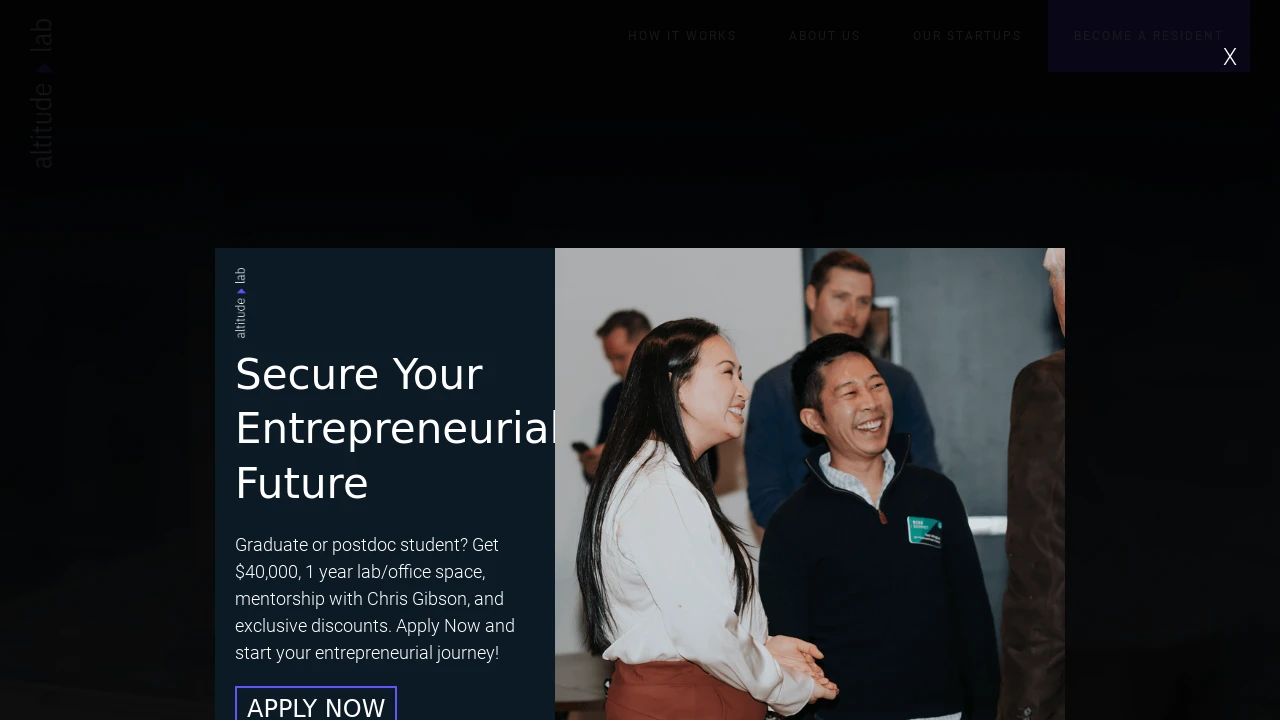 altitude lab
HOW IT WORKS
ABOUT US
OUR STARTUPS
BECOME A RESIDENT
X
altitude lab
Secure Your
Entrepreneurial
Future
Graduate or postdoc student? Get
$40,000, 1 year lab/office space,
mentorship with Chris Gibson, and
exclusive discounts. Apply Now and
start your entrepreneurial journey!
APPLY NOW